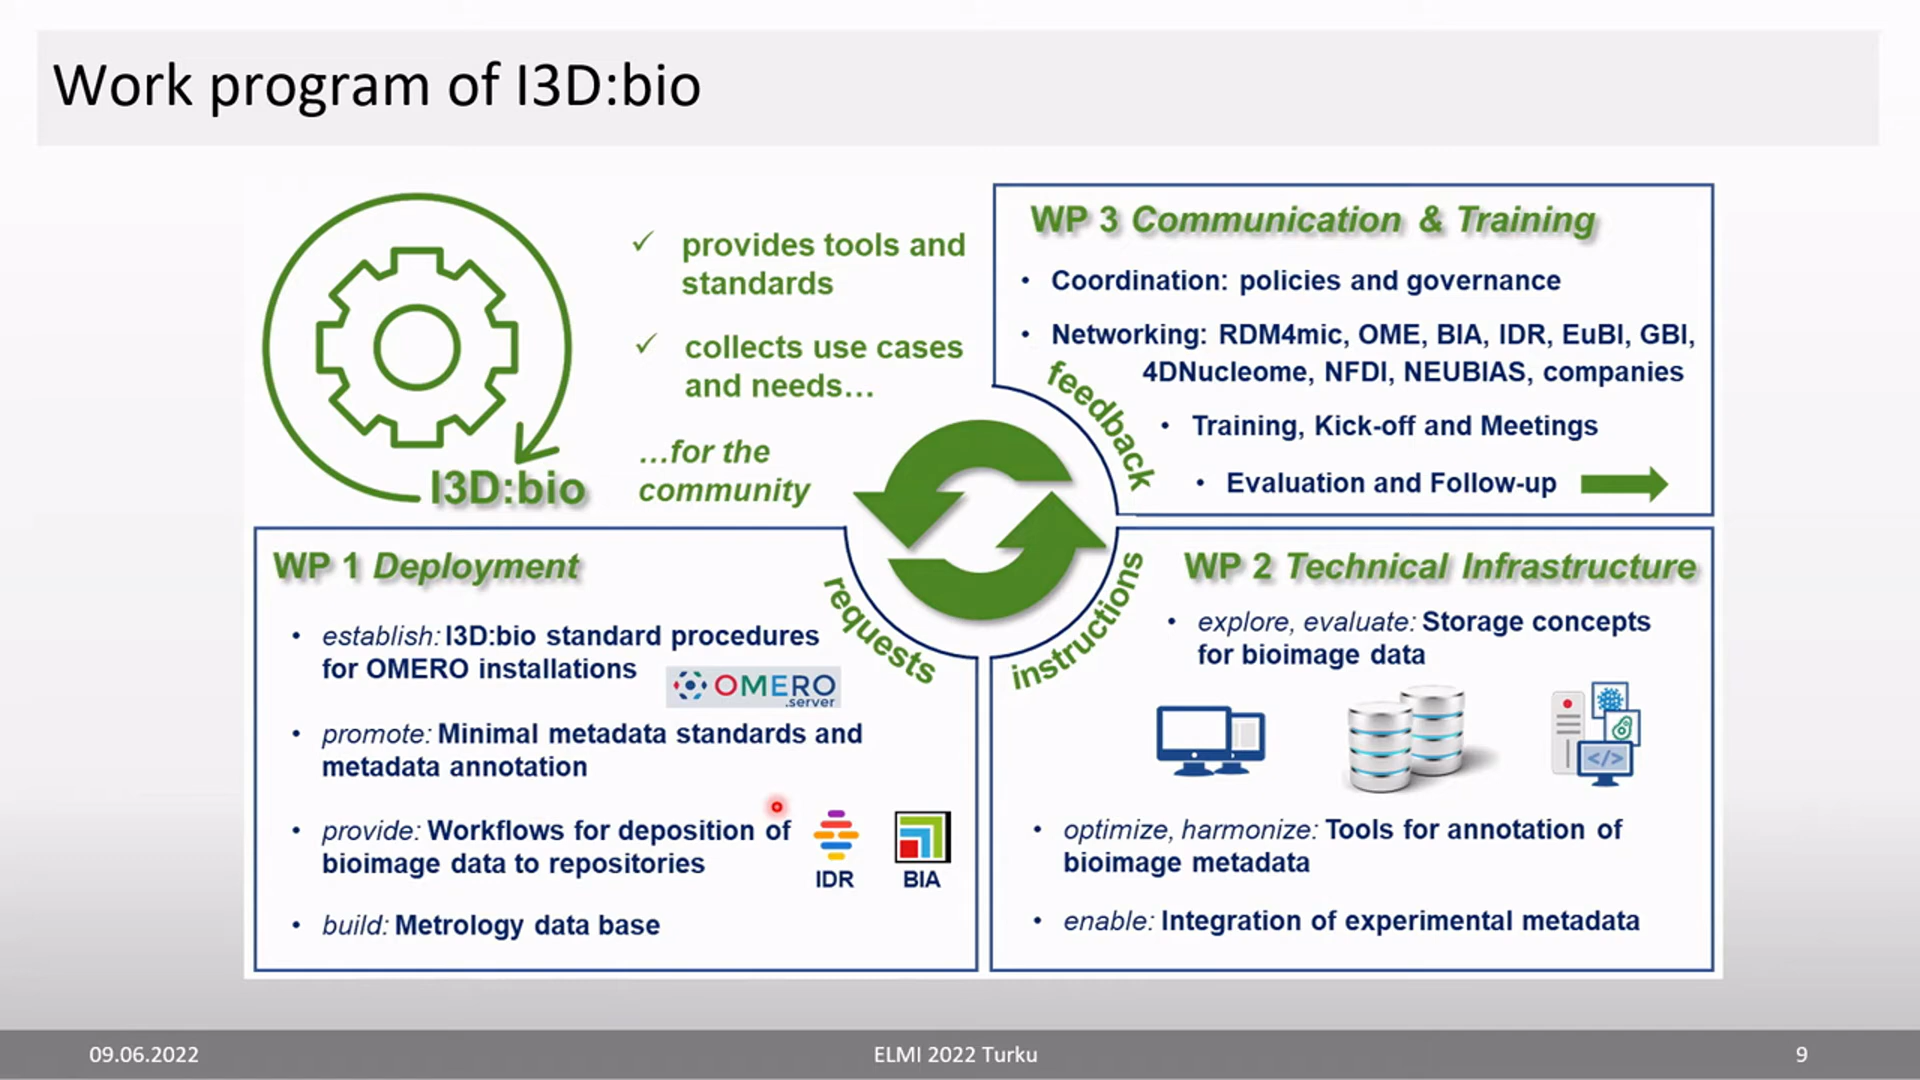 Work program of I3D:bio
I3D:bio
✓ provides tools and
standards
✓ collects use cases
and needs…
…for the
community
WP 3 Communication & Training
• Coordination: policies and governance
• Networking: RDM4mic, OME, BIA, IDR, EuBI, GBI,
4DNucleome, NFDI, NEUBIAS, companies
• Training, Kick-off and Meetings
• Evaluation and Follow-up
feedback
requests
instructions
WP 1 Deployment
• establish: I3D:bio standard procedures
for OMERO installations
OMERO
.server
• promote: Minimal metadata standards and
metadata annotation
• provide: Workflows for deposition of
bioimage data to repositories
IDR
BIA
• build: Metrology data base
WP 2 Technical Infrastructure
• explore, evaluate: Storage concepts
for bioimage data
</>
• optimize, harmonize: Tools for annotation of
bioimage metadata
• enable: Integration of experimental metadata
09.06.2022
ELMI 2022 Turku
9